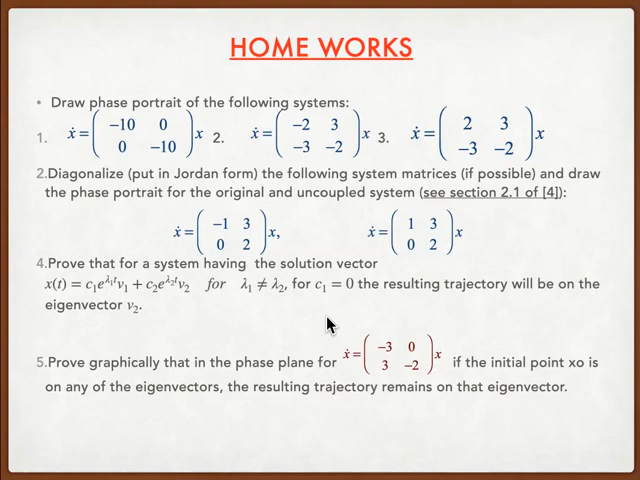 HOME WORKS
• Draw phase portrait of the following systems:
1. ẋ = ( −10 0 ; 0 −10 ) x 2. ẋ = ( −2 3 ; −3 −2 ) x 3. ẋ = ( 2 3 ; −3 −2 ) x
2.Diagonalize (put in Jordan form) the following system matrices (if possible) and draw
the phase portrait for the original and uncoupled system (see section 2.1 of [4]):
ẋ = ( −1 3 ; 0 2 ) x, ẋ = ( 1 3 ; 0 2 ) x
4.Prove that for a system having the solution vector
x(t) = c₁e^{λ₁t}v₁ + c₂e^{λ₂t}v₂ for λ₁ ≠ λ₂, for c₁ = 0 the resulting trajectory will be on the
eigenvector v₂.
5.Prove graphically that in the phase plane for ẋ = ( −3 0 ; 3 −2 ) x if the initial point xo is
on any of the eigenvectors, the resulting trajectory remains on that eigenvector.